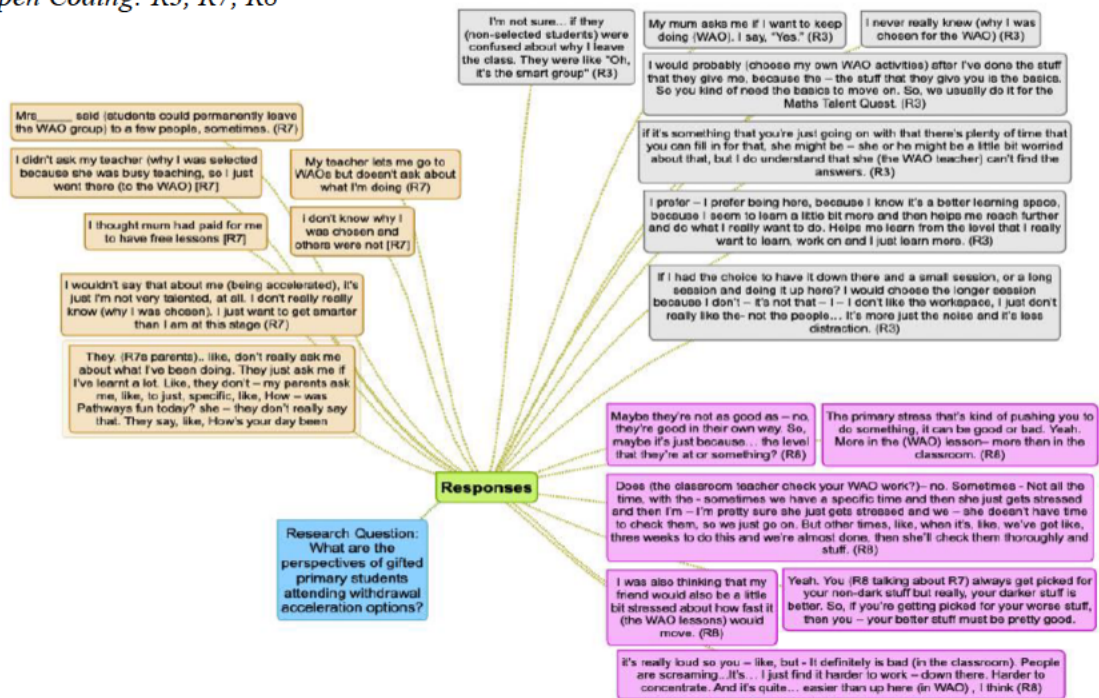 pen Coding: R3, R7, R8
I'm not sure... if they
(non-selected students) were
confused about why I leave
the class. They were like "Oh,
it's the smart group" (R3)
My mum asks me if I want to keep
doing (WAO). I say, "Yes." (R3)
I never really knew (why I was
chosen for the WAO) (R3)
I would probably (choose my own WAO activities) after I've done the stuff
that they give me, because the – the stuff that they give you is the basics.
So you kind of need the basics to move on. So, we usually do it for the
Maths Talent Quest. (R3)
if it's something that you're just going on with that there's plenty of time that
you can fill in for that, she might be – she or he might be a little bit worried
about that, but I do understand that she (the WAO teacher) can't find the
answers. (R3)
I prefer – I prefer being here, because I know it's a better learning space,
because I seem to learn a little bit more and then helps me reach further
and do what I really want to do. Helps me learn from the level that I really
want to learn, work on and I just learn more. (R3)
If I had the choice to have it down there and a small session, or a long
session and doing it up here? I would choose the longer session
because I don't – it's not that – I – I don't like the workspace, I just don't
really like the- not the people... It's more just the noise and it's less
distraction. (R3)
Mrs_____ said (students could permanently leave
the WAO group) to a few people, sometimes. (R7)
I didn't ask my teacher (why I was selected
because she was busy teaching, so I just
went there (to the WAO) [R7]
My teacher lets me go to
WAOs but doesn't ask about
what I'm doing (R7)
I thought mum had paid for me
to have free lessons [R7]
I don't know why I
was chosen and
others were not [R7]
I wouldn't say that about me (being accelerated), it's
just I'm not very talented, at all. I don't really really
know (why I was chosen). I just want to get smarter
than I am at this stage (R7)
They. (R7s parents).. like, don't really ask me
about what I've been doing. They just ask me if
I've learnt a lot. Like, they don't – my parents ask
me, like, to just, specific, like, How – was
Pathways fun today? she – they don't really say
that. They say, like, How's your day been
Responses
Research Question:
What are the
perspectives of gifted
primary students
attending withdrawal
acceleration options?
Maybe they're not as good as – no,
they're good in their own way. So,
maybe it's just because... the level
that they're at or something? (R8)
The primary stress that's kind of pushing you to
do something, it can be good or bad. Yeah.
More in the (WAO) lesson– more than in the
classroom. (R8)
Does (the classroom teacher check your WAO work?)– no. Sometimes - Not all the
time, with the - sometimes we have a specific time and then she just gets stressed
and then I'm – I'm pretty sure she just gets stressed and we – she doesn't have time
to check them, so we just go on. But other times, like, when it's, like, we've got like,
three weeks to do this and we're almost done, then she'll check them thoroughly and
stuff. (R8)
I was also thinking that my
friend would also be a little
bit stressed about how fast it
(the WAO lessons) would
move. (R8)
Yeah. You (R8 talking about R7) always get picked for
your non-dark stuff but really, your darker stuff is
better. So, if you're getting picked for your worse stuff,
then you – your better stuff must be pretty good.
it's really loud so you – like, but - It definitely is bad (in the classroom). People
are screaming...It's... I just find it harder to work – down there. Harder to
concentrate. And it's quite... easier than up here (in WAO) , I think (R8)